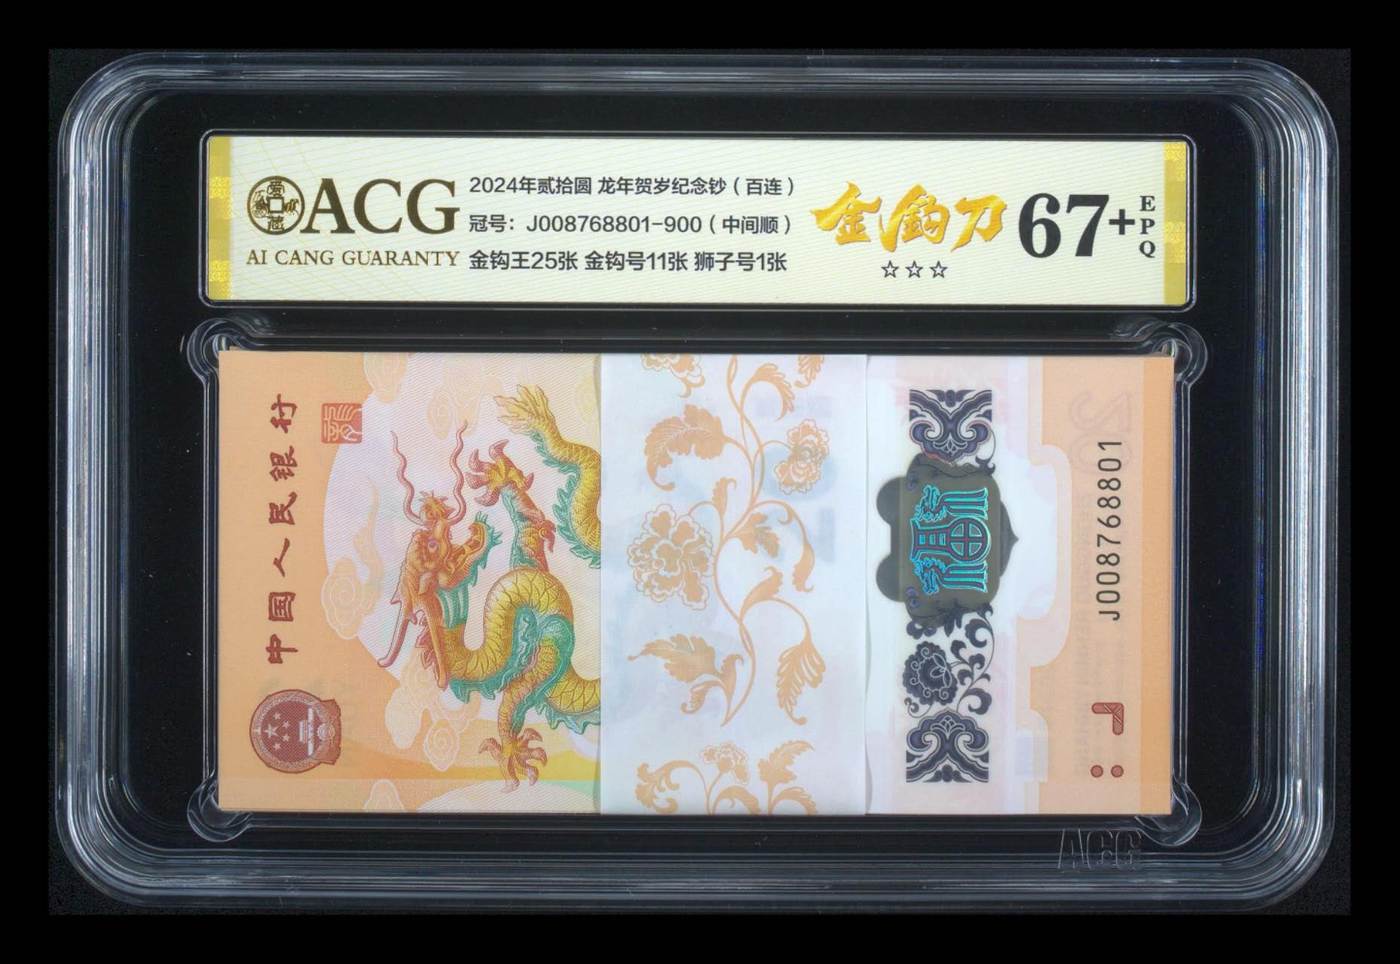 ACG
AI CANG GUARANTY
2024年贰拾圆 龙年贺岁纪念钞（百连）
冠号：J008768801-900（中间顺）
金钩王25张 金钩号11张 狮子号1张
金鈎刀
☆☆☆
67+
EPQ
中国人民银行
J008768801
ACG